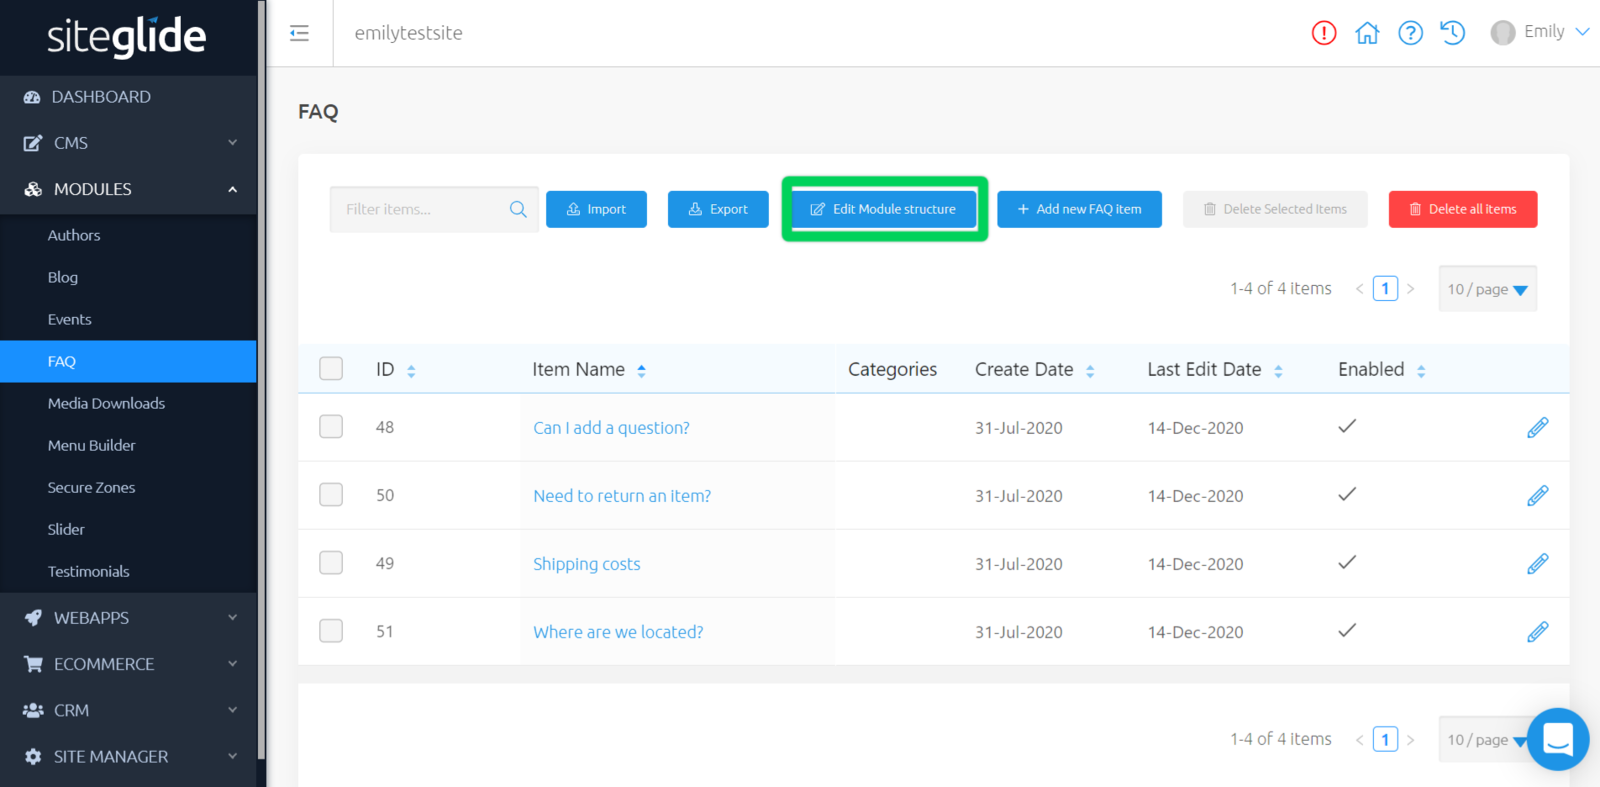 siteglide
emilytestsite
Emily
DASHBOARD
CMS
MODULES
Authors
Blog
Events
FAQ
Media Downloads
Menu Builder
Secure Zones
Slider
Testimonials
WEBAPPS
ECOMMERCE
CRM
SITE MANAGER
FAQ
Filter items... Import Export Edit Module structure + Add new FAQ item Delete Selected Items Delete all items
1-4 of 4 items < 1 > 10 / page
ID Item Name Categories Create Date Last Edit Date Enabled
48 Can I add a question? 31-Jul-2020 14-Dec-2020
50 Need to return an item? 31-Jul-2020 14-Dec-2020
49 Shipping costs 31-Jul-2020 14-Dec-2020
51 Where are we located? 31-Jul-2020 14-Dec-2020
1-4 of 4 items < 1 > 10 / page